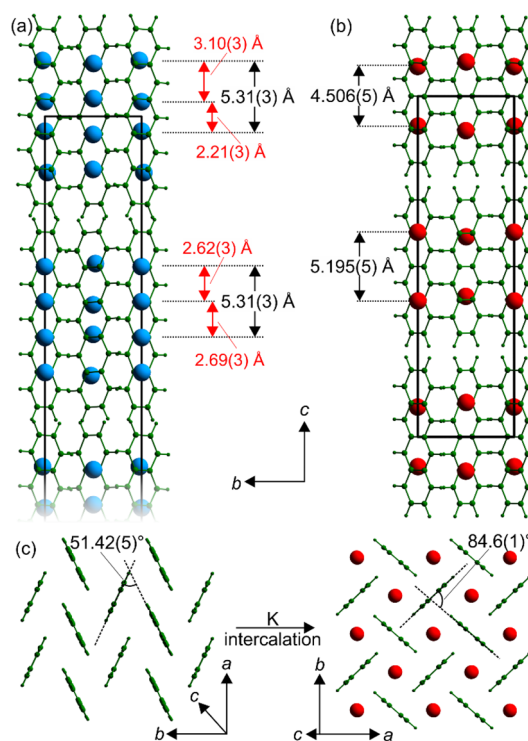 (a)
3.10(3) Å
5.31(3) Å
2.21(3) Å
2.62(3) Å
5.31(3) Å
2.69(3) Å
c
b
(b)
4.506(5) Å
5.195(5) Å
(c)
51.42(5)°
a
c
b
K
intercalation
84.6(1)°
b
c
a